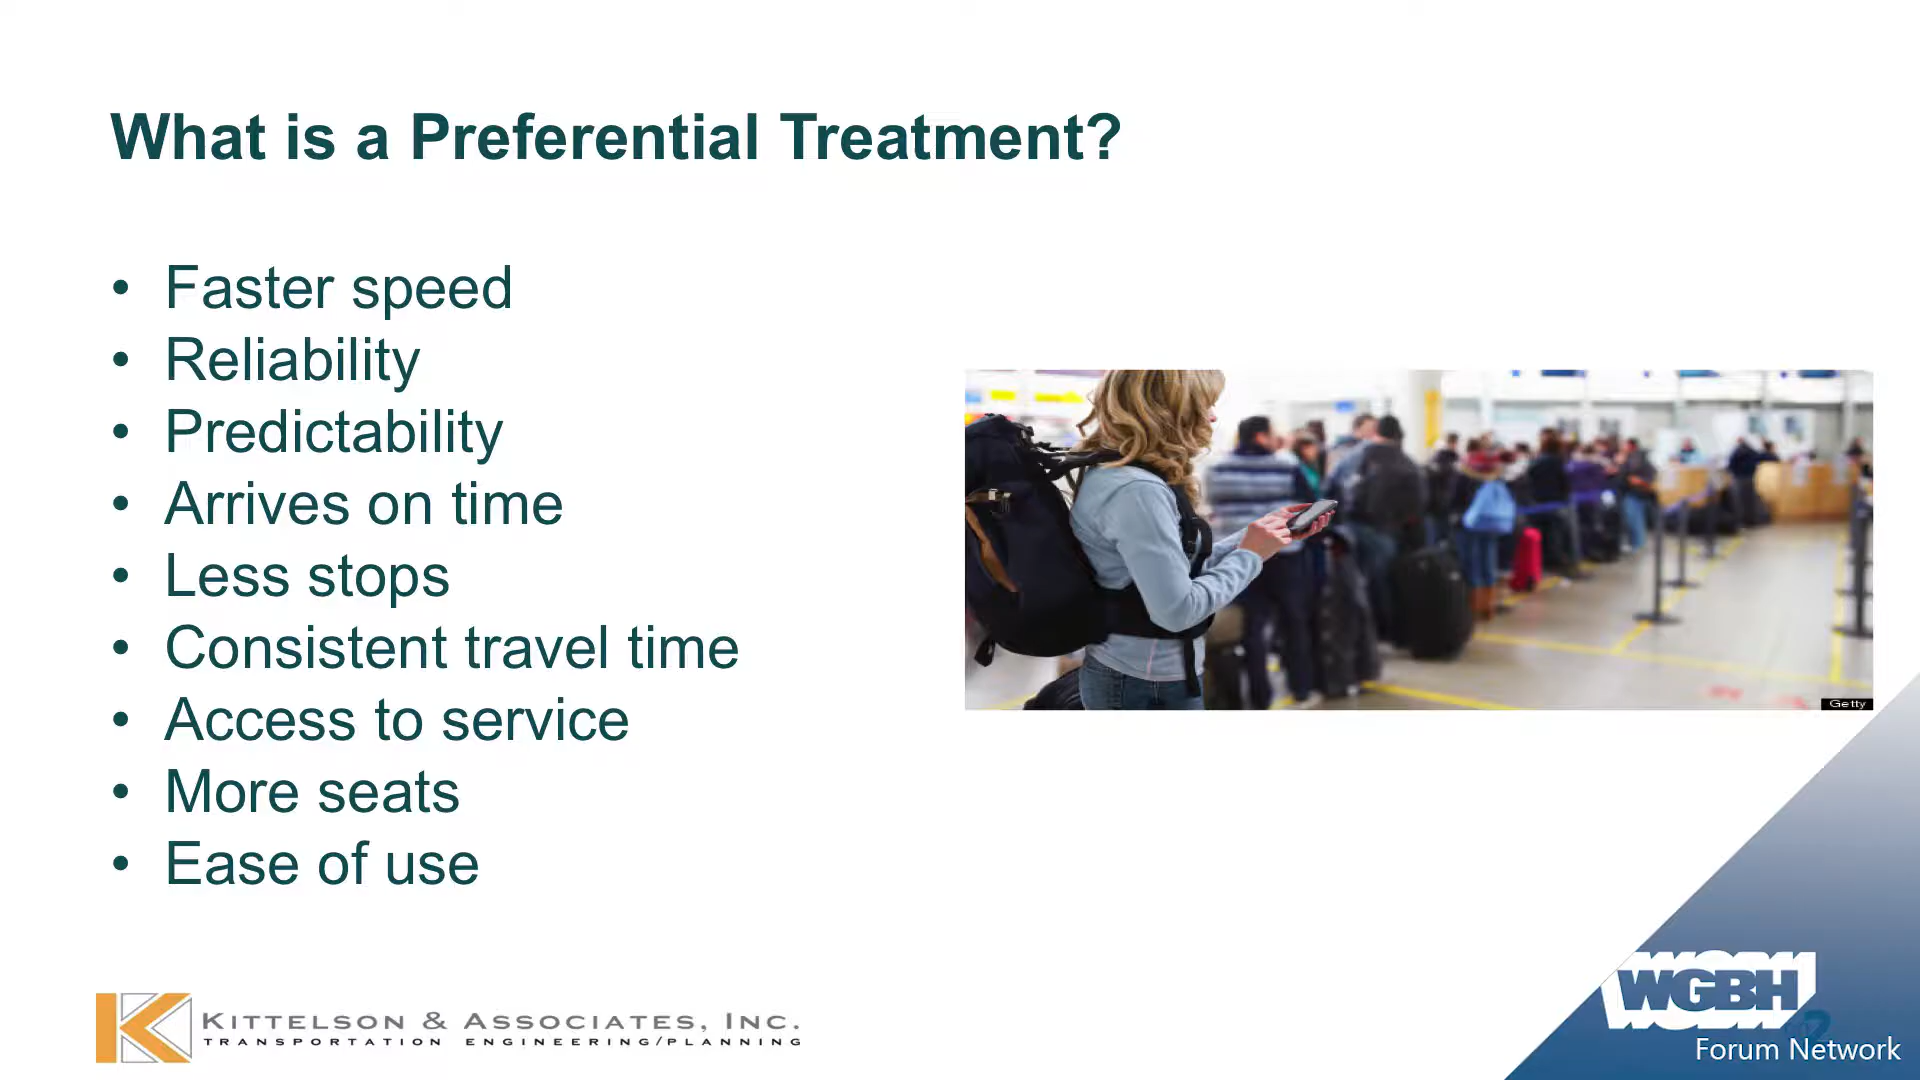 What is a Preferential Treatment?
• Faster speed
• Reliability
• Predictability
• Arrives on time
• Less stops
• Consistent travel time
• Access to service
• More seats
• Ease of use
Getty
KITTELSON & ASSOCIATES, INC.
TRANSPORTATION ENGINEERING/PLANNING
WGBH
Forum Network